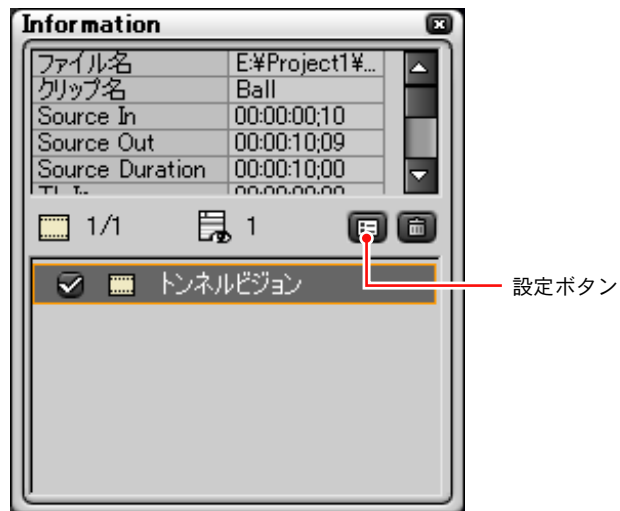 Information
ファイル名 E:¥Project1¥...
クリップ名 Ball
Source In 00:00:00;10
Source Out 00:00:10;09
Source Duration 00:00:10;00
1/1 1
トンネルビジョン
設定ボタン